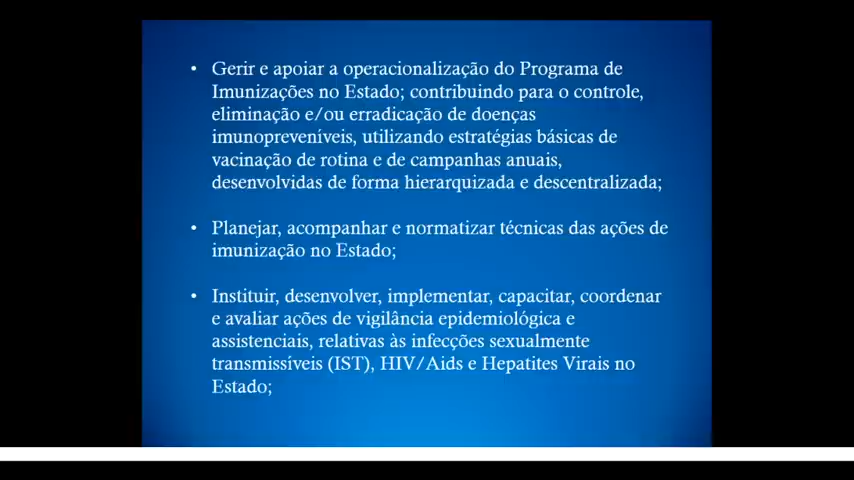 • Gerir e apoiar a operacionalização do Programa de
Imunizações no Estado; contribuindo para o controle,
eliminação e/ou erradicação de doenças
imunopreveníveis, utilizando estratégias básicas de
vacinação de rotina e de campanhas anuais,
desenvolvidas de forma hierarquizada e descentralizada;
• Planejar, acompanhar e normatizar técnicas das ações de
imunização no Estado;
• Instituir, desenvolver, implementar, capacitar, coordenar
e avaliar ações de vigilância epidemiológica e
assistenciais, relativas às infecções sexualmente
transmissíveis (IST), HIV/Aids e Hepatites Virais no
Estado;